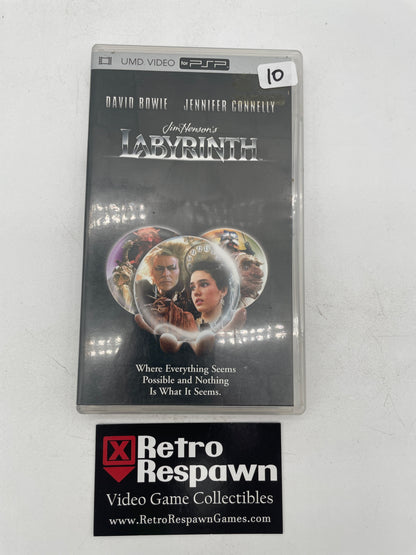 UMD VIDEO for PSP
10
DAVID BOWIE JENNIFER CONNELLY
Jim Henson's
LABYRINTH
Where Everything Seems
Possible and Nothing
Is What It Seems.
Retro
Respawn
Video Game Collectibles
www.RetroRespawnGames.com